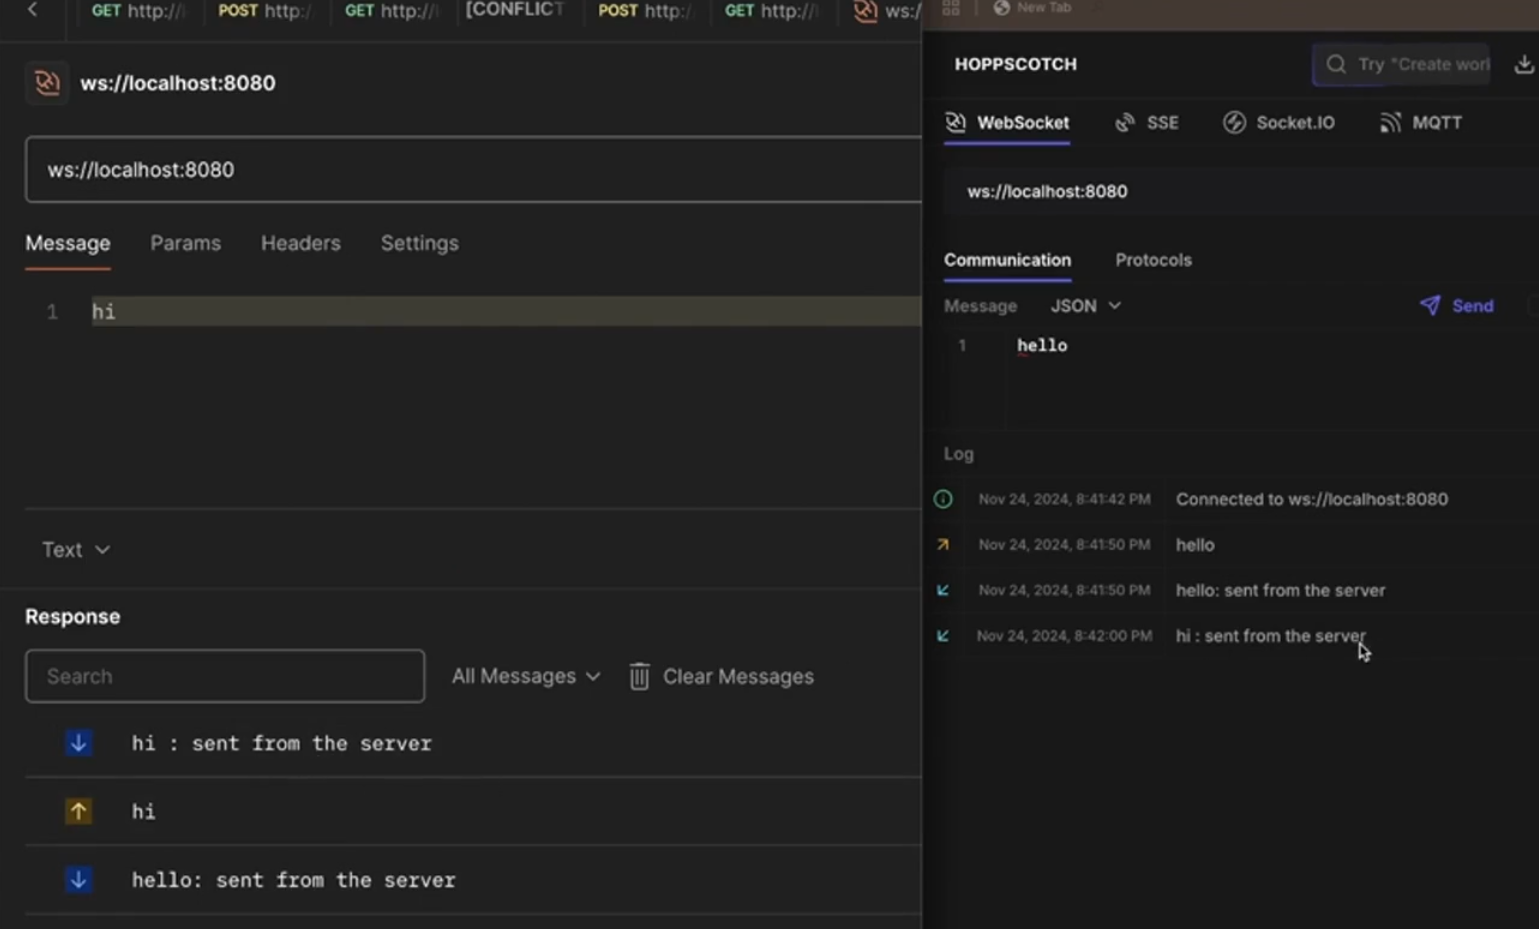 GET http://
POST http:/
GET http://
[CONFLICT
POST http:/
GET http://
ws:/
ws://localhost:8080
ws://localhost:8080
Message Params Headers Settings
1 hi
Text
Response
Search
All Messages
Clear Messages
hi : sent from the server
hi
hello: sent from the server
New Tab
HOPPSCOTCH
Try "Create work
WebSocket SSE Socket.IO MQTT
ws://localhost:8080
Communication Protocols
Message JSON Send
1 hello
Log
Nov 24, 2024, 8:41:42 PM Connected to ws://localhost:8080
Nov 24, 2024, 8:41:50 PM hello
Nov 24, 2024, 8:41:50 PM hello: sent from the server
Nov 24, 2024, 8:42:00 PM hi : sent from the server